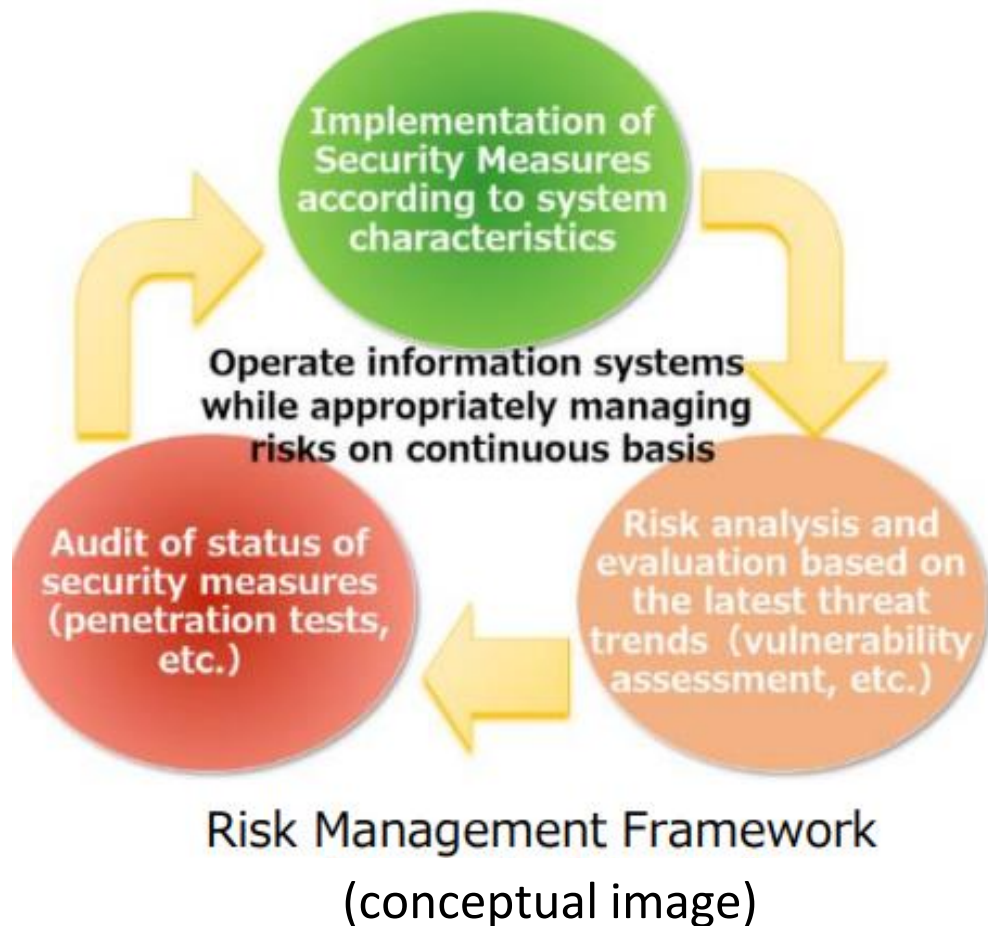 Implementation of
Security Measures
according to system
characteristics
Operate information systems
while appropriately managing
risks on continuous basis
Audit of status of
security measures
(penetration tests,
etc.)
Risk analysis and
evaluation based on
the latest threat
trends (vulnerability
assessment, etc.)
Risk Management Framework
(conceptual image)